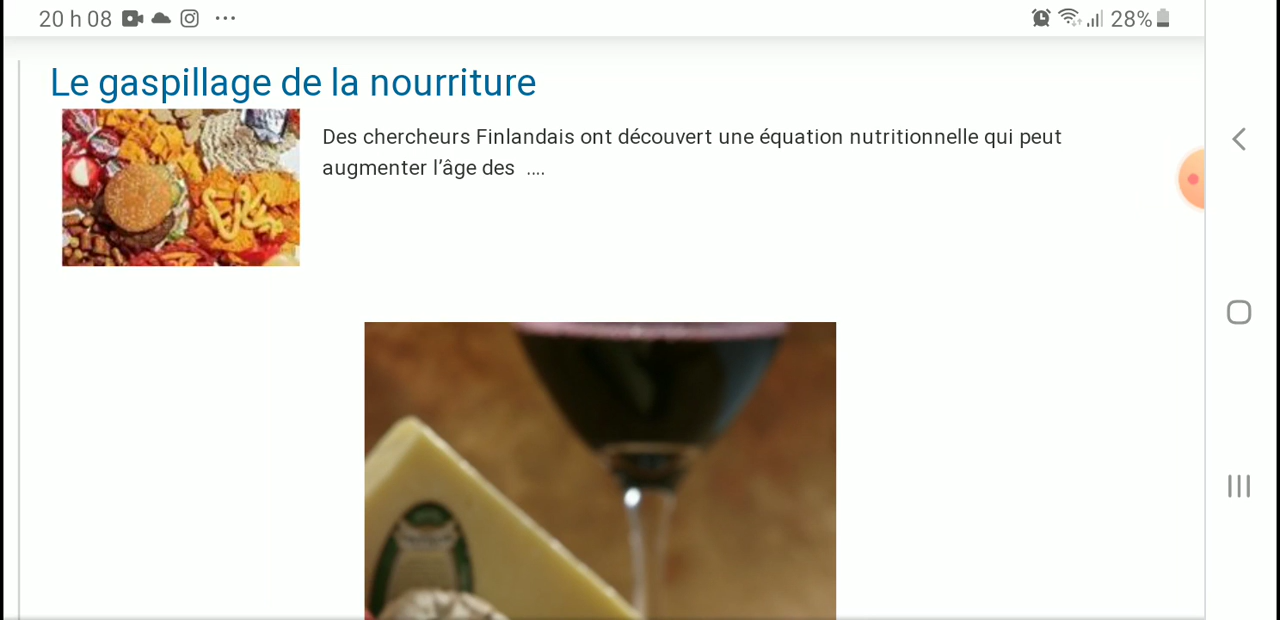 20 h 08
28%
Le gaspillage de la nourriture
Des chercheurs Finlandais ont découvert une équation nutritionnelle qui peut
augmenter l’âge des  ....